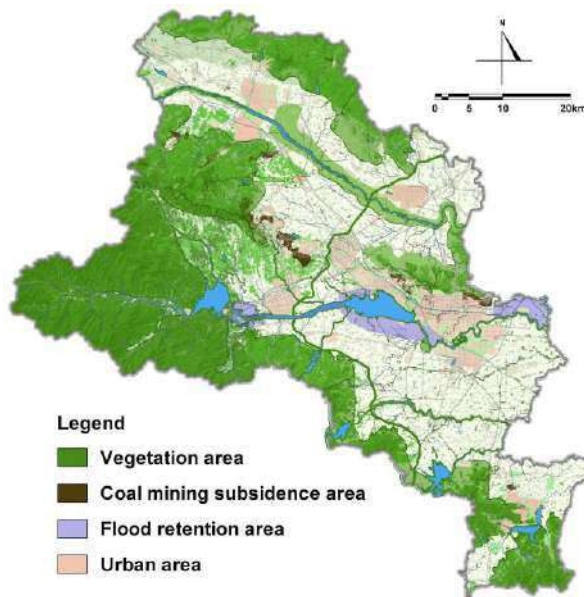 N
0 5 10 20km
Legend
Vegetation area
Coal mining subsidence area
Flood retention area
Urban area